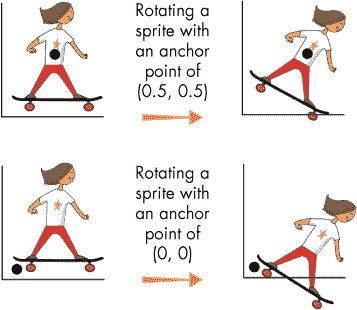 Rotating a
sprite with
an anchor
point of
(0.5, 0.5)
Rotating a
sprite with
an anchor
point of
(0, 0)